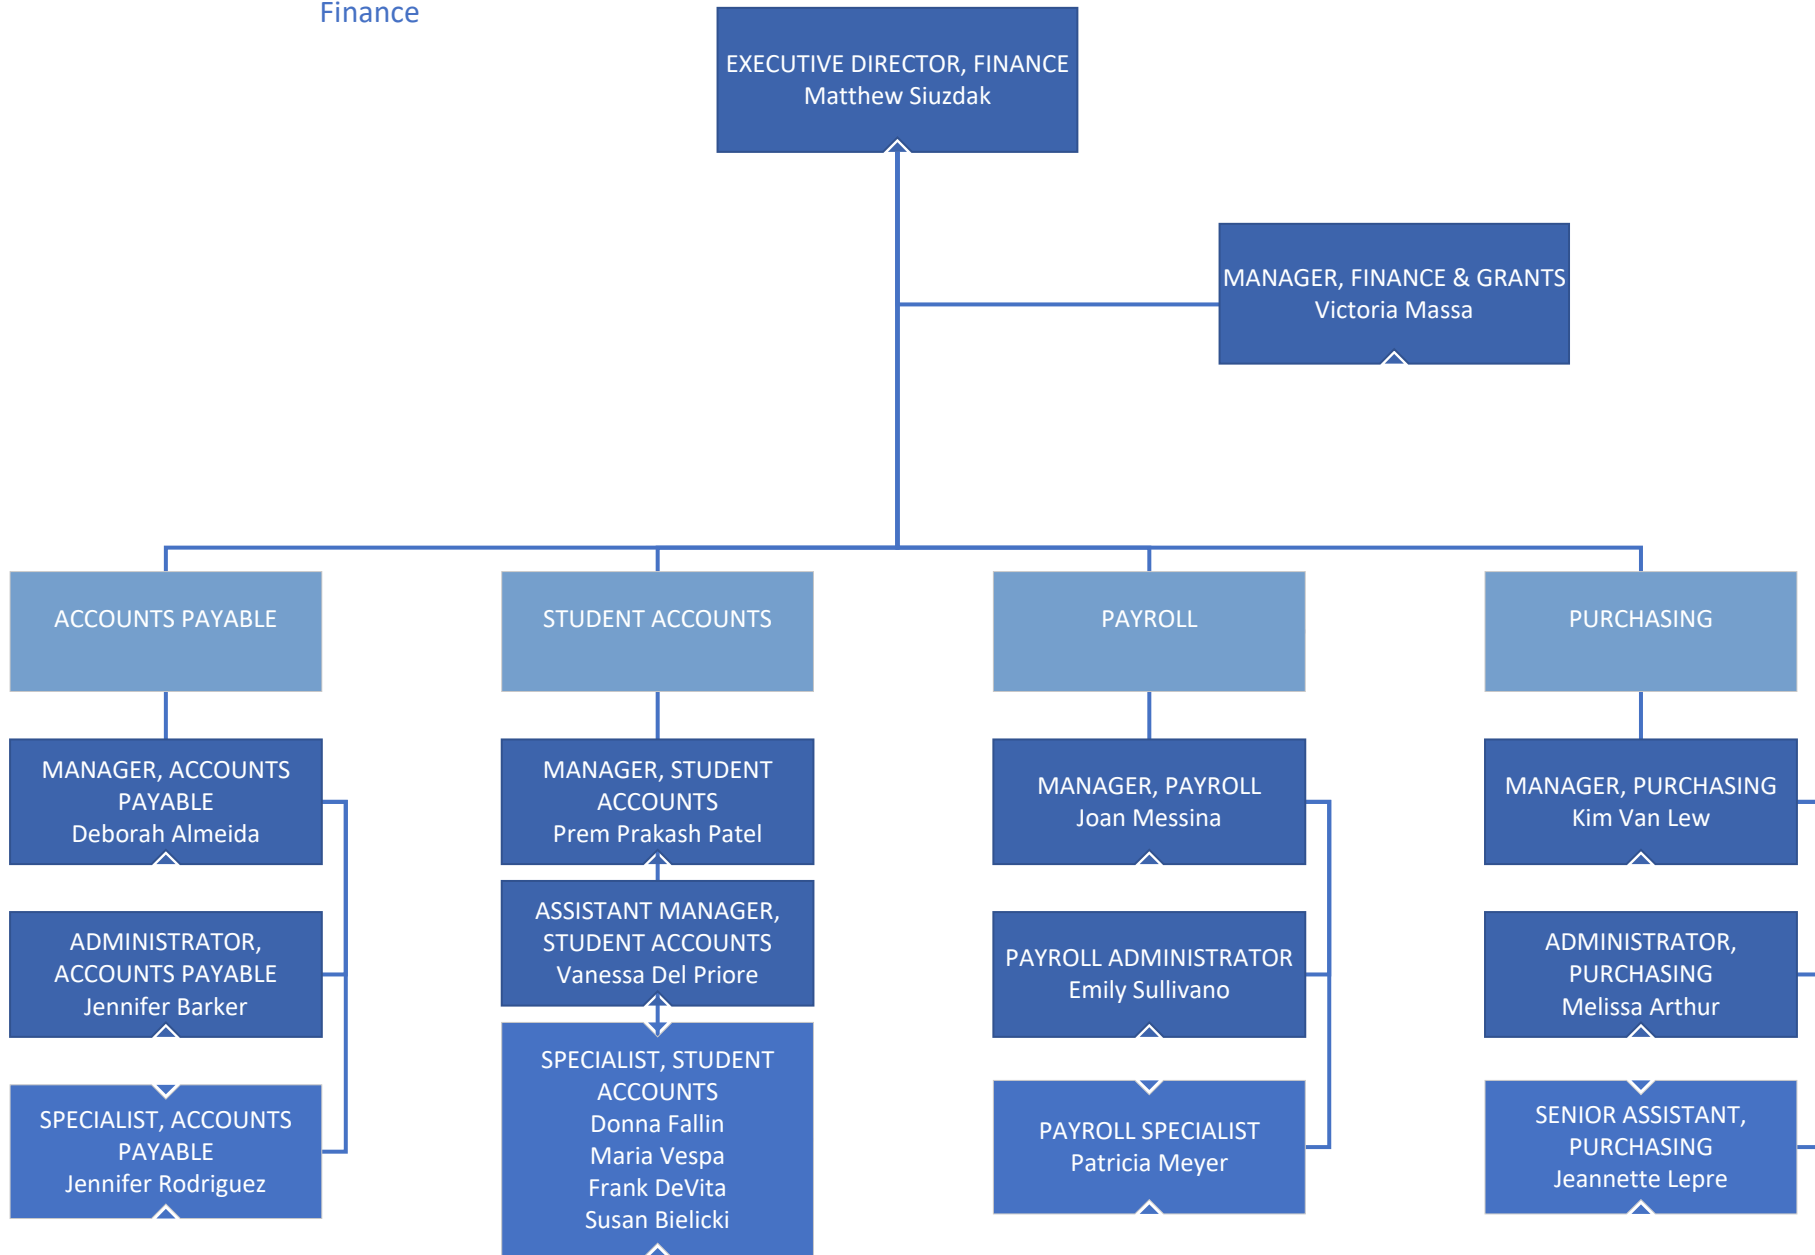 Finance
EXECUTIVE DIRECTOR, FINANCE
Matthew Siuzdak
MANAGER, FINANCE & GRANTS
Victoria Massa
ACCOUNTS PAYABLE
STUDENT ACCOUNTS
PAYROLL
PURCHASING
MANAGER, ACCOUNTS
PAYABLE
Deborah Almeida
MANAGER, STUDENT
ACCOUNTS
Prem Prakash Patel
MANAGER, PAYROLL
Joan Messina
MANAGER, PURCHASING
Kim Van Lew
ADMINISTRATOR,
ACCOUNTS PAYABLE
Jennifer Barker
ASSISTANT MANAGER,
STUDENT ACCOUNTS
Vanessa Del Priore
PAYROLL ADMINISTRATOR
Emily Sullivano
ADMINISTRATOR,
PURCHASING
Melissa Arthur
SPECIALIST, ACCOUNTS
PAYABLE
Jennifer Rodriguez
SPECIALIST, STUDENT
ACCOUNTS
Donna Fallin
Maria Vespa
Frank DeVita
Susan Bielicki
PAYROLL SPECIALIST
Patricia Meyer
SENIOR ASSISTANT,
PURCHASING
Jeannette Lepre